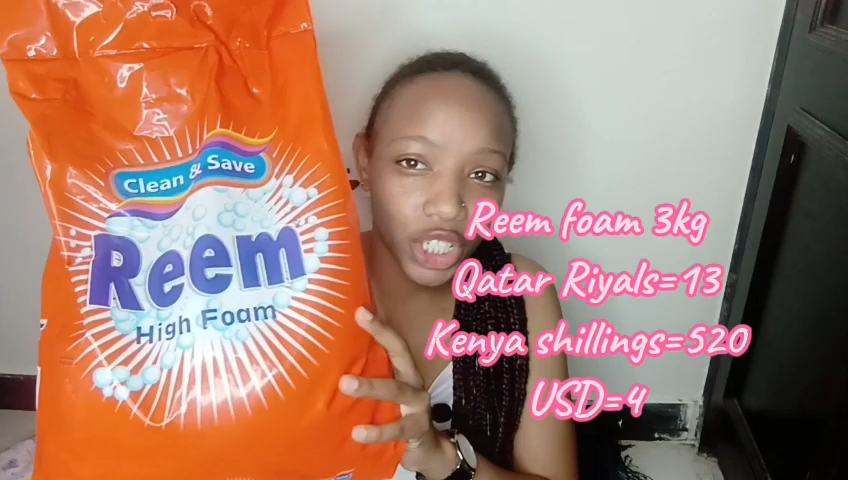 Clean & Save
Reem
High Foam
Reem foam 3kg
Qatar Riyals=13
Kenya shillings=520
USD=4